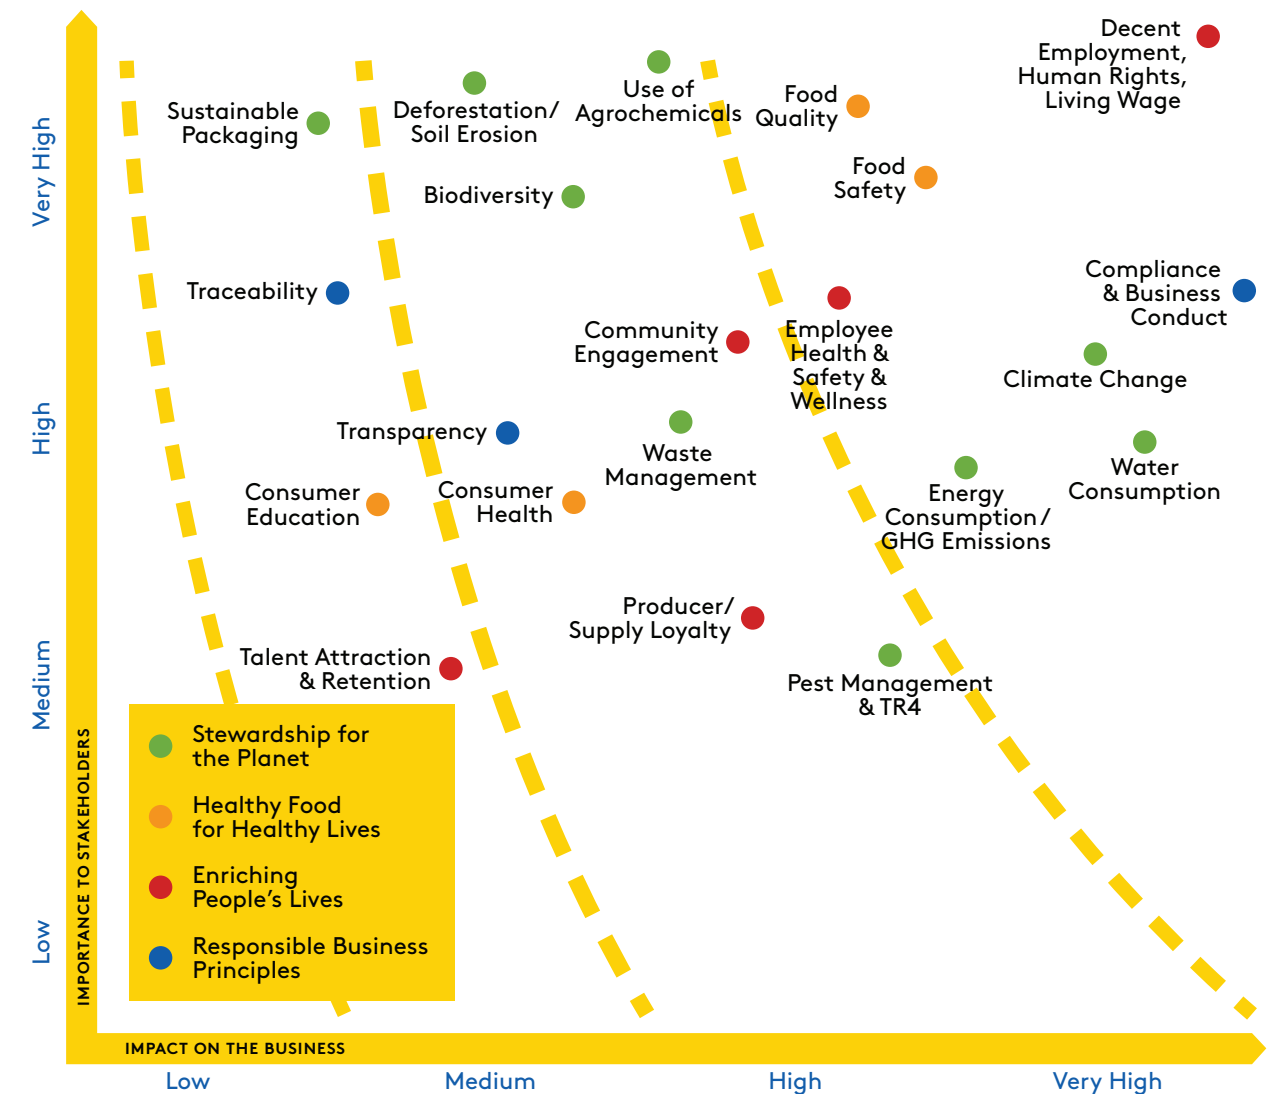 Decent
Employment,
Human Rights,
Living Wage
Use of
Agrochemicals
Food
Quality
Deforestation/
Soil Erosion
Sustainable
Packaging
Food
Safety
Biodiversity
Very High
Traceability
Compliance
& Business
Conduct
Community
Engagement
Employee
Health &
Safety &
Wellness
Climate Change
High
Transparency
Waste
Management
Water
Consumption
Consumer
Education
Consumer
Health
Energy
Consumption/
GHG Emissions
Producer/
Supply Loyalty
Medium
Talent Attraction
& Retention
Pest Management
& TR4
Stewardship for
the Planet
Healthy Food
for Healthy Lives
Enriching
People's Lives
Responsible Business
Principles
Low
IMPORTANCE TO STAKEHOLDERS
IMPACT ON THE BUSINESS
Low
Medium
High
Very High